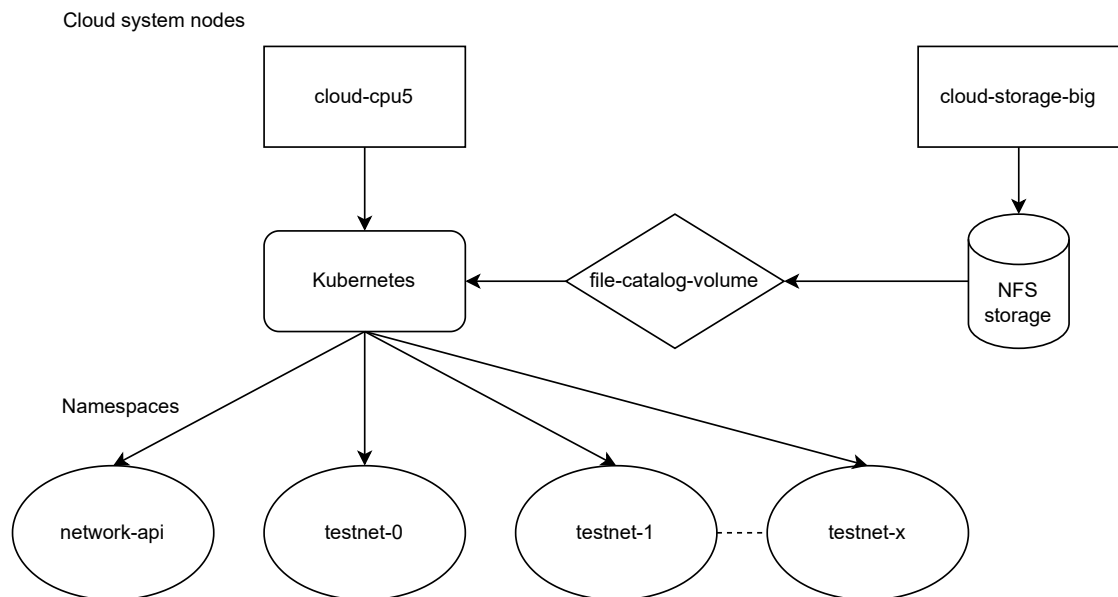 Cloud system nodes
cloud-cpu5
cloud-storage-big
Kubernetes
file-catalog-volume
NFS
storage
Namespaces
network-api
testnet-0
testnet-1
testnet-x